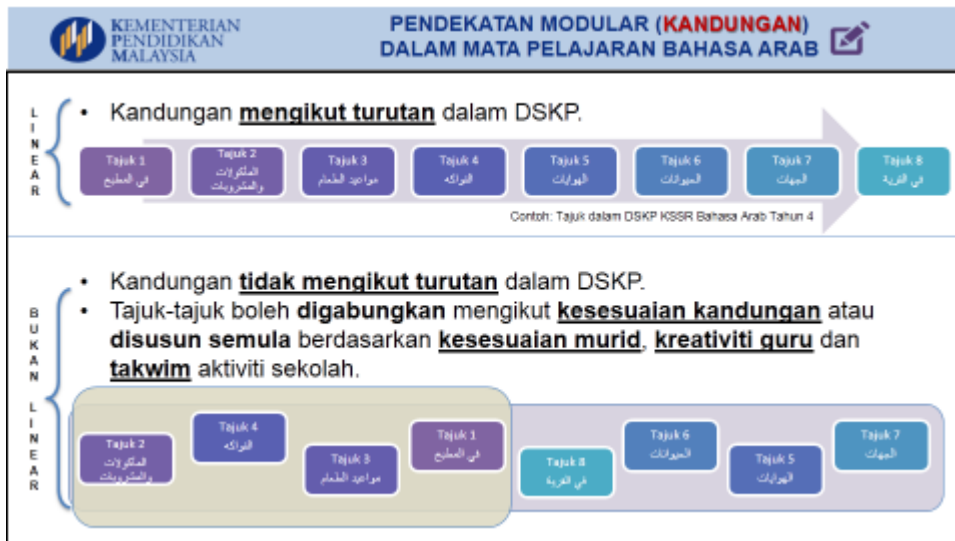 KEMENTERIAN
PENDIDIKAN
MALAYSIA
PENDEKATAN MODULAR (KANDUNGAN)
DALAM MATA PELAJARAN BAHASA ARAB
LINEAR
• Kandungan mengikut turutan dalam DSKP.
Tajuk 1
في المطبخ
Tajuk 2
المأكولات
والمشروبات
Tajuk 3
مواعيد الطعام
Tajuk 4
الفواكه
Tajuk 5
الهوايات
Tajuk 6
الحيوانات
Tajuk 7
الجهات
Tajuk 8
في القرية
Contoh: Tajuk dalam DSKP KSSR Bahasa Arab Tahun 4
BUKAN LINEAR
• Kandungan tidak mengikut turutan dalam DSKP.
• Tajuk-tajuk boleh digabungkan mengikut kesesuaian kandungan atau
disusun semula berdasarkan kesesuaian murid, kreativiti guru dan
takwim aktiviti sekolah.
Tajuk 2
المأكولات
والمشروبات
Tajuk 4
الفواكه
Tajuk 3
مواعيد الطعام
Tajuk 1
في المطبخ
Tajuk 8
في القرية
Tajuk 6
الحيوانات
Tajuk 5
الهوايات
Tajuk 7
الجهات